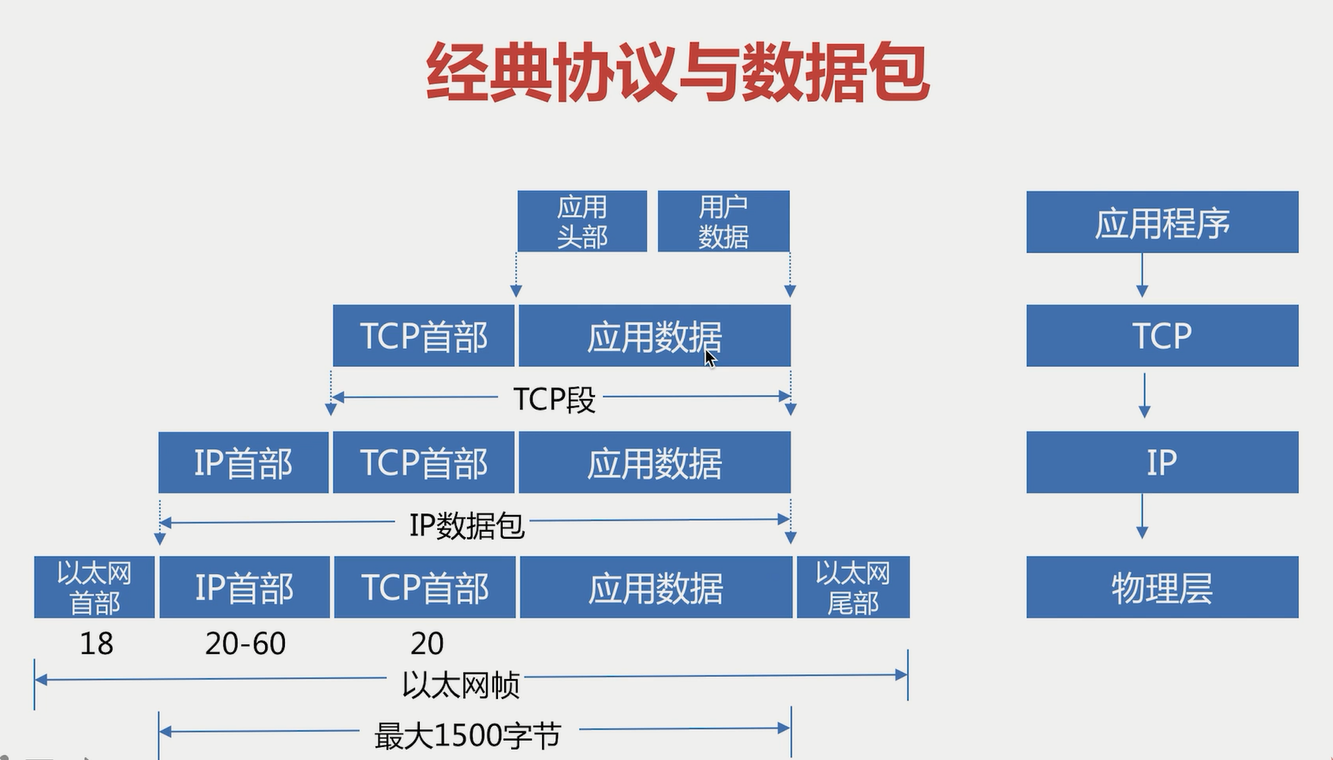 经典协议与数据包
应用
头部
用户
数据
应用程序
TCP首部
应用数据
TCP
TCP段
IP首部
TCP首部
应用数据
IP
IP数据包
以太网
首部
IP首部
TCP首部
应用数据
以太网
尾部
物理层
18
20-60
20
以太网帧
最大1500字节